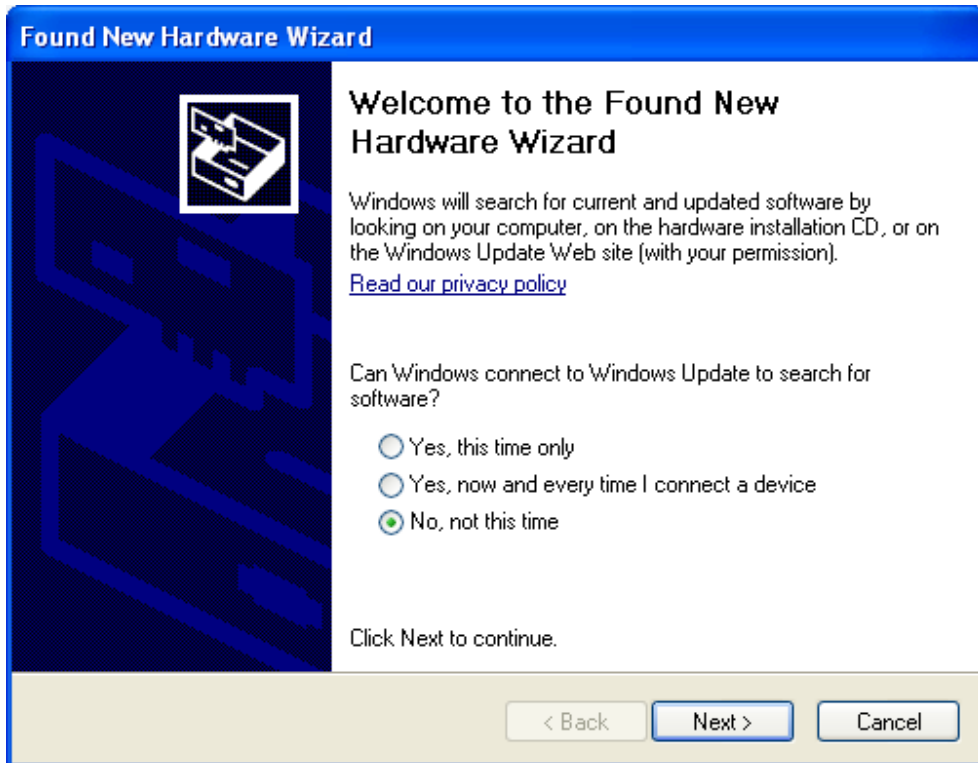 Found New Hardware Wizard
Welcome to the Found New
Hardware Wizard
Windows will search for current and updated software by
looking on your computer, on the hardware installation CD, or on
the Windows Update Web site (with your permission).
Read our privacy policy
Can Windows connect to Windows Update to search for
software?
Yes, this time only
Yes, now and every time I connect a device
No, not this time
Click Next to continue.
< Back
Next >
Cancel